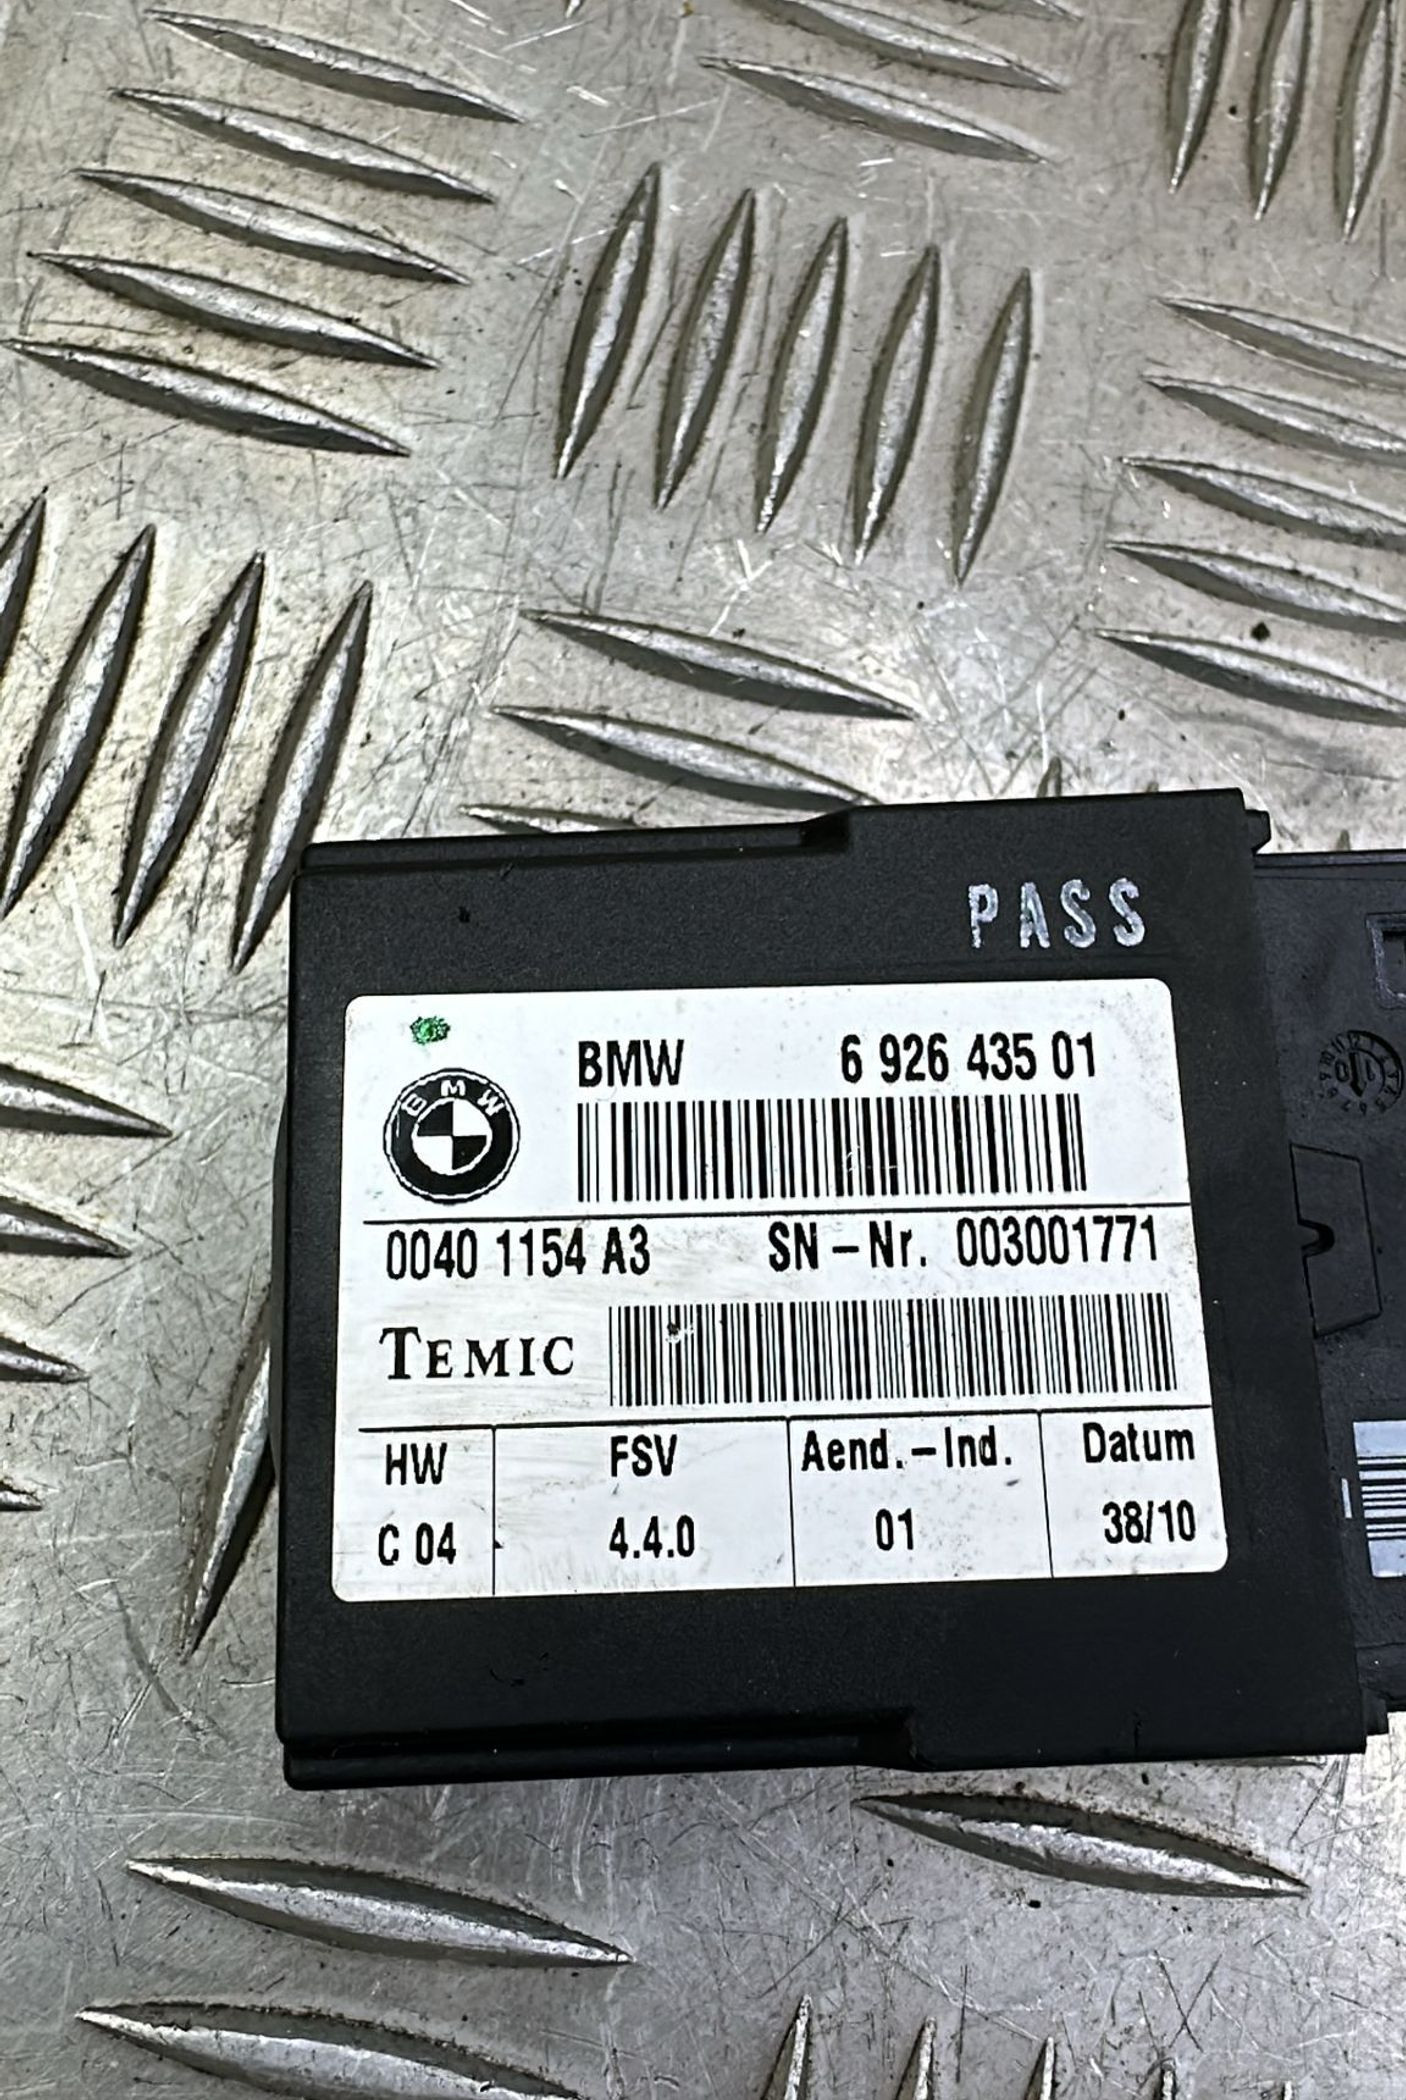 PASS
BMW 6 926 435 01
BMW
0040 1154 A3 SN-Nr. 003001771
TEMIC
HW FSV Aend.-Ind. Datum
C 04 4.4.0 01 38/10